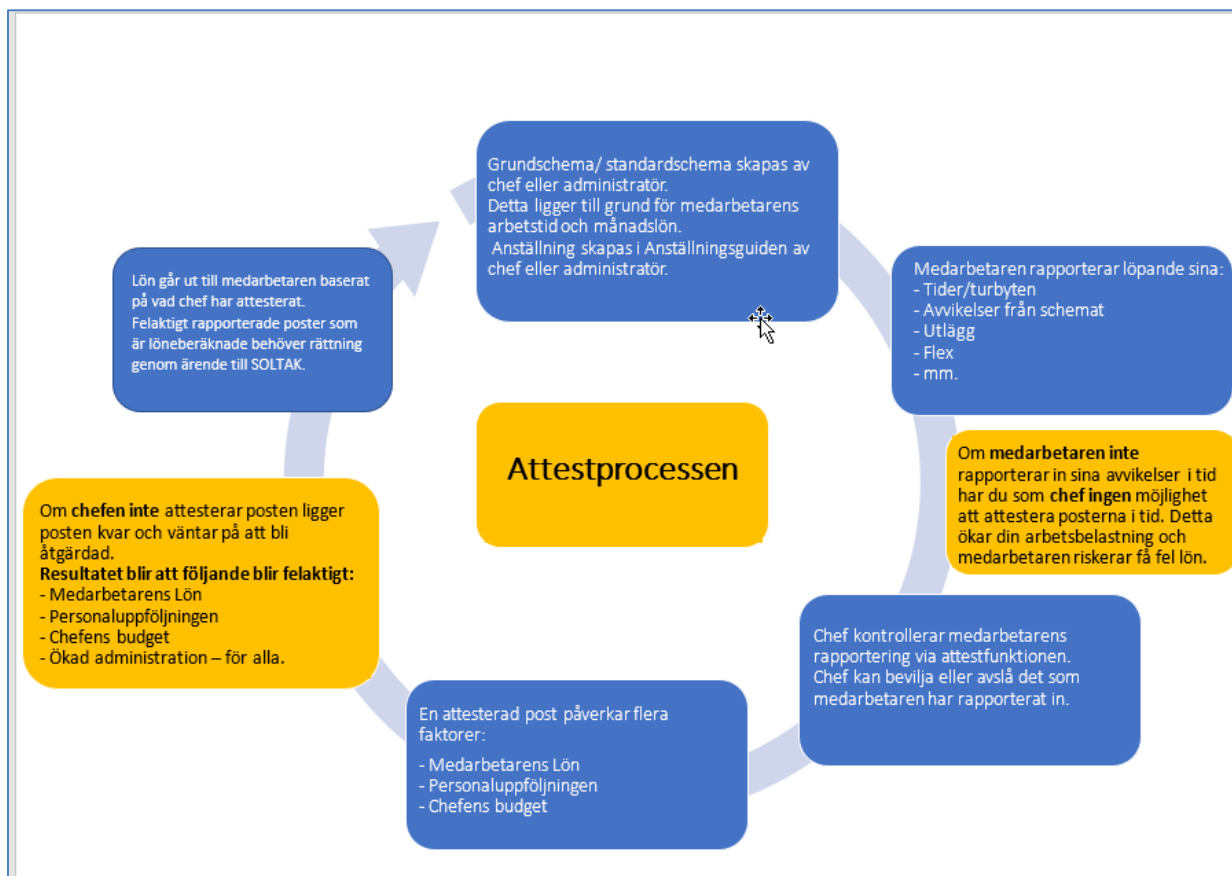 Grundschema/ standardschema skapas av
chef eller administratör.
Detta ligger till grund för medarbetarens
arbetstid och månadslön.
Anställning skapas i Anställningsguiden av
chef eller administratör.
Medarbetaren rapporterar löpande sina:
- Tider/turbyten
- Avvikelser från schemat
- Utlägg
- Flex
- mm.
Om medarbetaren inte
rapporterar in sina avvikelser i tid
har du som chef ingen möjlighet
att attestera posterna i tid. Detta
ökar din arbetsbelastning och
medarbetaren riskerar få fel lön.
Chef kontrollerar medarbetarens
rapportering via attestfunktionen.
Chef kan bevilja eller avslå det som
medarbetaren har rapporterat in.
En attesterad post påverkar flera
faktorer:
- Medarbetarens Lön
- Personaluppföljningen
- Chefens budget
Om chefen inte attesterar posten ligger
posten kvar och väntar på att bli
åtgärdad.
Resultatet blir att följande blir felaktigt:
- Medarbetarens Lön
- Personaluppföljningen
- Chefens budget
- Ökad administration – för alla.
Lön går ut till medarbetaren baserat
på vad chef har attesterat.
Felaktigt rapporterade poster som
är löneberäknade behöver rättning
genom ärende till SOLTAK.
Attestprocessen